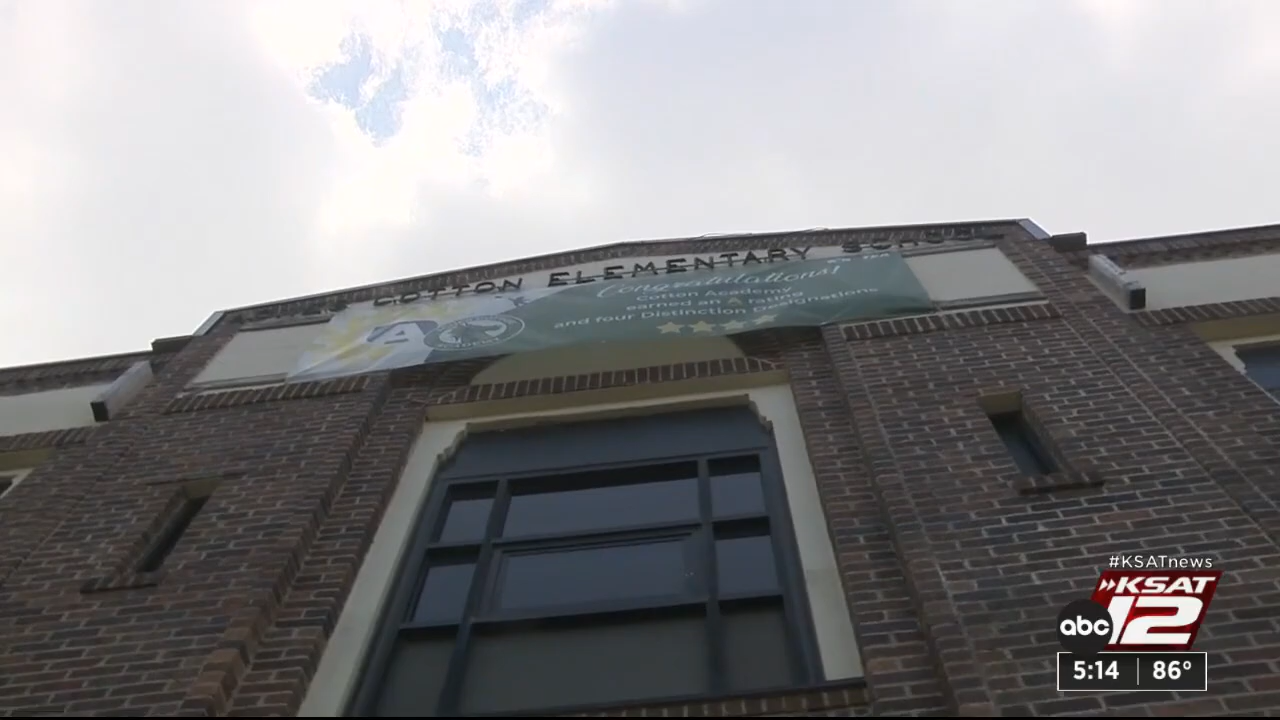 COTTON ELEMENTARY SCHOOL
Congratulations!
Cotton Academy
earned an A rating
and four Distinction Designations
A
ACADEMY
#KSATnews
KSAT
abc 12
5:14 86°